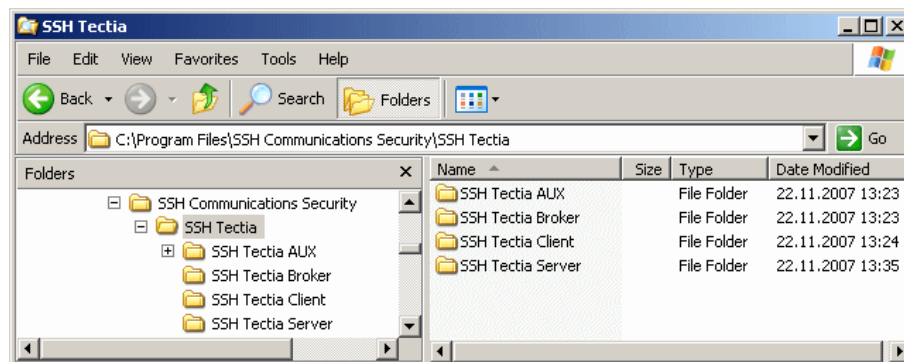 SSH Tectia
File Edit View Favorites Tools Help
Back Search Folders
Address C:\Program Files\SSH Communications Security\SSH Tectia Go
Folders
SSH Communications Security
SSH Tectia
SSH Tectia AUX
SSH Tectia Broker
SSH Tectia Client
SSH Tectia Server
Name Size Type Date Modified
SSH Tectia AUX File Folder 22.11.2007 13:23
SSH Tectia Broker File Folder 22.11.2007 13:23
SSH Tectia Client File Folder 22.11.2007 13:24
SSH Tectia Server File Folder 22.11.2007 13:35